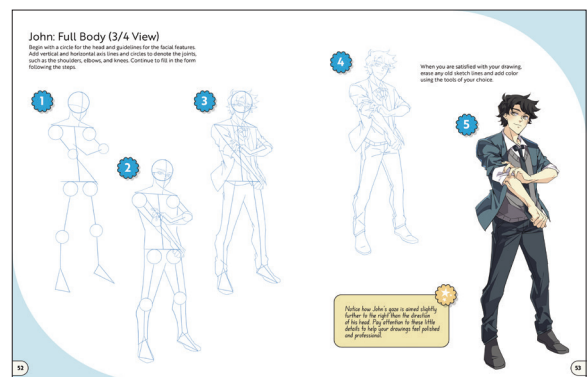 John: Full Body (3/4 View)
Begin with a circle for the head and guidelines for the facial features.
Add vertical and horizontal axis lines and circles to denote the joints,
such as the shoulders, elbows, and knees. Continue to fill in the form
following the steps.
1
2
3
4
When you are satisfied with your drawing,
erase any old sketch lines and add color
using the tools of your choice.
5
Notice how John's gaze is aimed slightly
further to the right than the direction
of his head. Pay attention to these little
details to help your drawings feel polished
and professional.
52
53